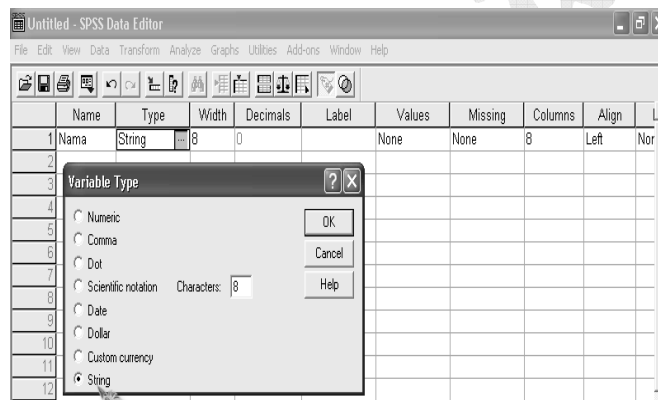 Untitled - SPSS Data Editor
File Edit View Data Transform Analyze Graphs Utilities Add-ons Window Help
Name Type Width Decimals Label Values Missing Columns Align
1 Nama String ... 8 0 None None 8 Left Nor
2
3
4
5
6
7
8
9
10
11
12
Variable Type
Numeric
Comma
Dot
Scientific notation
Date
Dollar
Custom currency
String
Characters: 8
OK
Cancel
Help